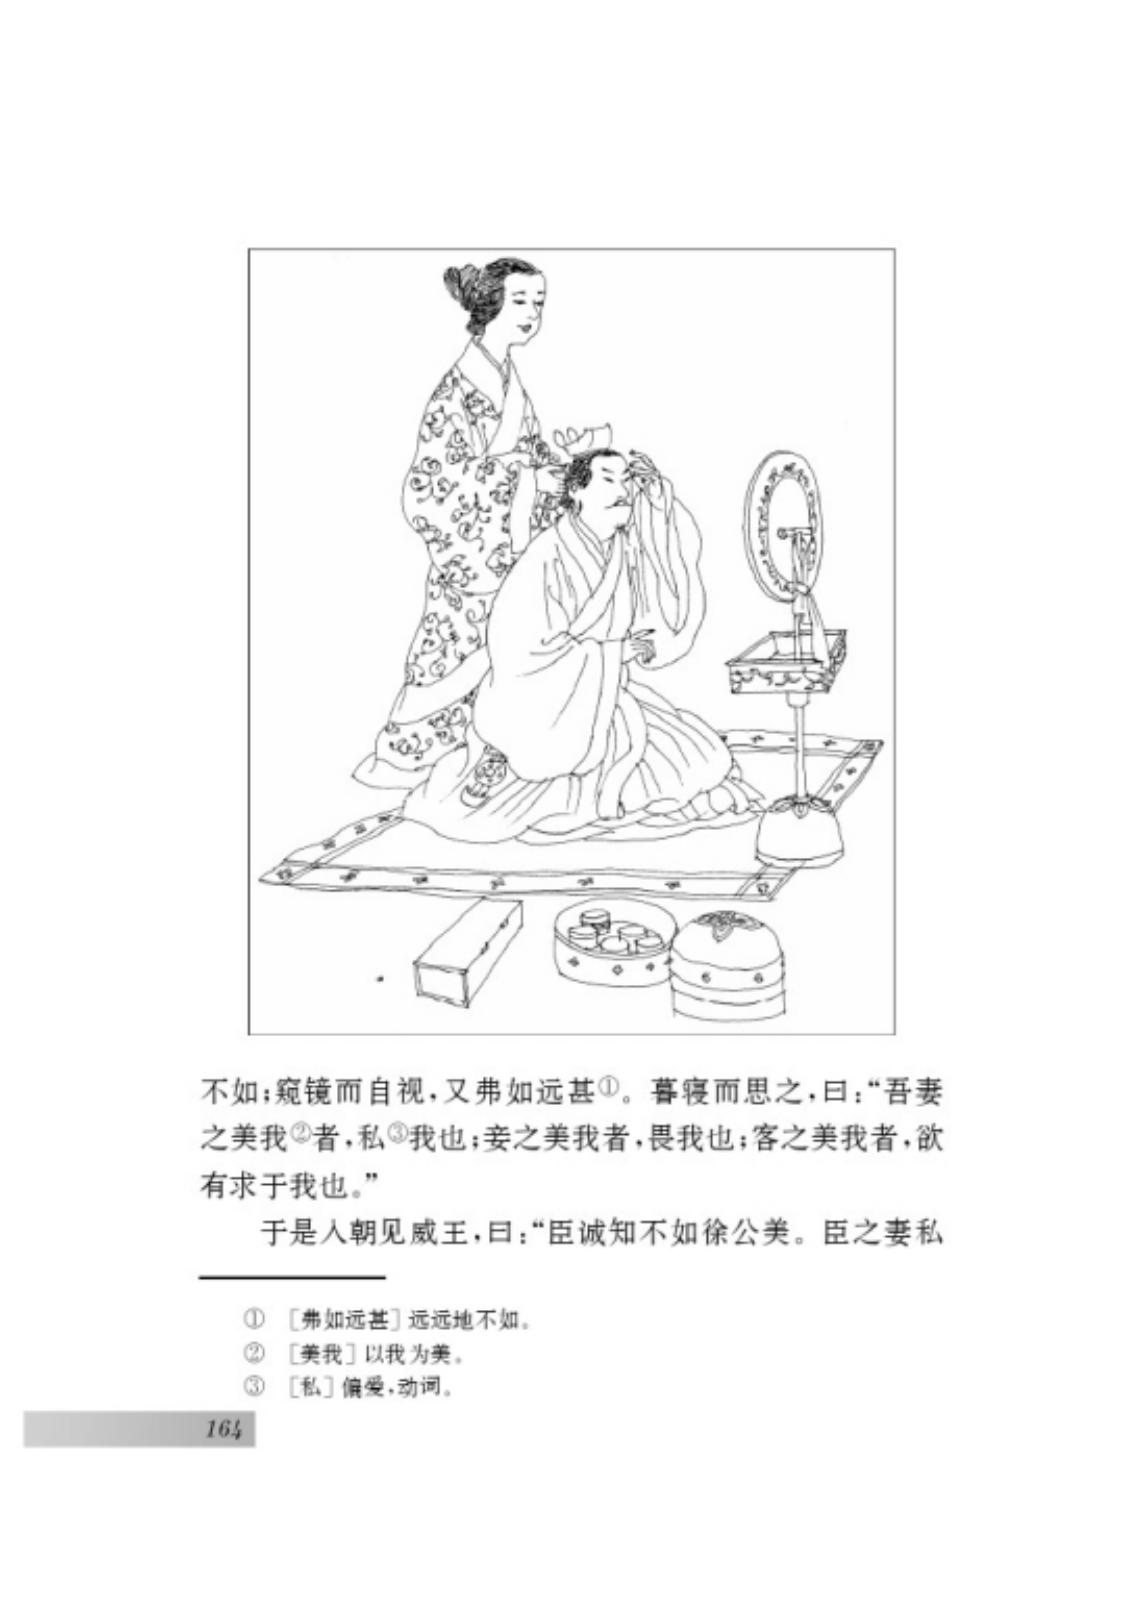 不如；窥镜而自视，又弗如远甚①。暮寝而思之，曰：“吾妻
之美我②者，私③我也；妾之美我者，畏我也；客之美我者，欲
有求于我也。”
于是入朝见威王，曰：“臣诚知不如徐公美。臣之妻私
① ［弗如远甚］远远地不如。
② ［美我］以我为美。
③ ［私］偏爱，动词。
164